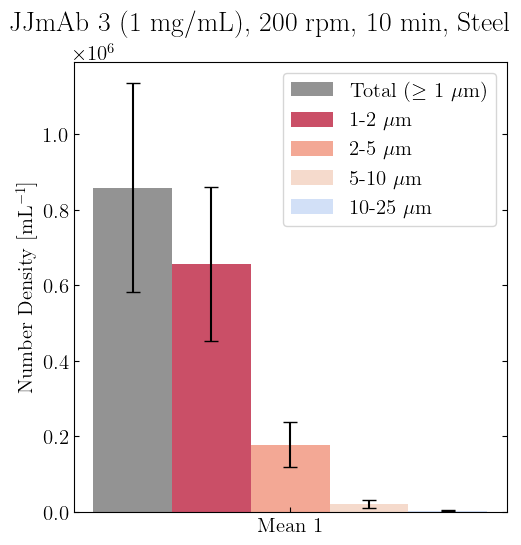 JJmAb 3 (1 mg/mL), 200 rpm, 10 min, Steel
×10⁶
Total (≥ 1 μm)
1-2 μm
2-5 μm
5-10 μm
10-25 μm
1.0
0.8
0.6
0.4
0.2
0.0
Number Density [mL⁻¹]
Mean 1